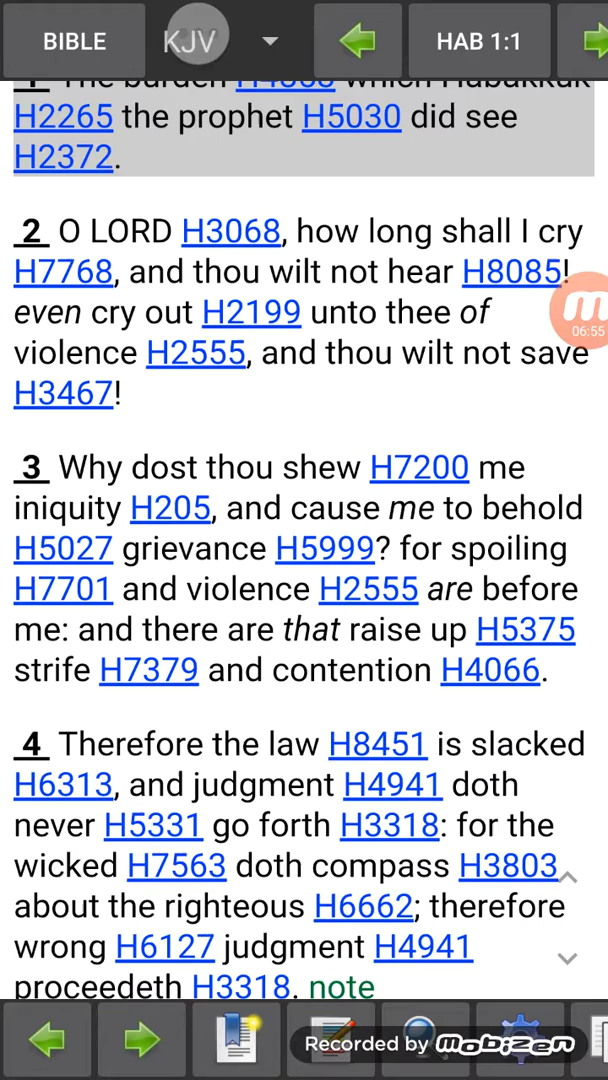 BIBLE KJV HAB 1:1
1 The burden H4853 which Habakkuk
H2265 the prophet H5030 did see
H2372.
2 O LORD H3068, how long shall I cry
H7768, and thou wilt not hear H8085!
even cry out H2199 unto thee of
violence H2555, and thou wilt not save
H3467!
06:55
3 Why dost thou shew H7200 me
iniquity H205, and cause me to behold
H5027 grievance H5999? for spoiling
H7701 and violence H2555 are before
me: and there are that raise up H5375
strife H7379 and contention H4066.
4 Therefore the law H8451 is slacked
H6313, and judgment H4941 doth
never H5331 go forth H3318: for the
wicked H7563 doth compass H3803
about the righteous H6662; therefore
wrong H6127 judgment H4941
proceedeth H3318. note
Recorded by mobizen